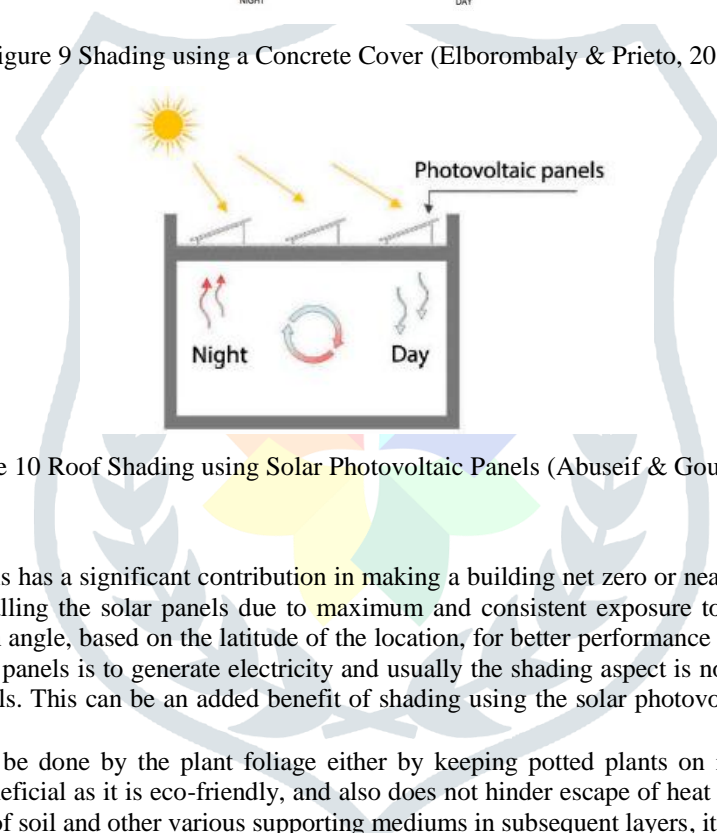 NIGHT DAY
igure 9 Shading using a Concrete Cover (Elborombaly & Prieto, 20
Photovoltaic panels
Night Day
e 10 Roof Shading using Solar Photovoltaic Panels (Abuseif & Gou
s has a significant contribution in making a building net zero or nea
lling the solar panels due to maximum and consistent exposure to
angle, based on the latitude of the location, for better performance
panels is to generate electricity and usually the shading aspect is no
ls. This can be an added benefit of shading using the solar photovo
be done by the plant foliage either by keeping potted plants on
eficial as it is eco-friendly, and also does not hinder escape of heat
of soil and other various supporting mediums in subsequent layers, it